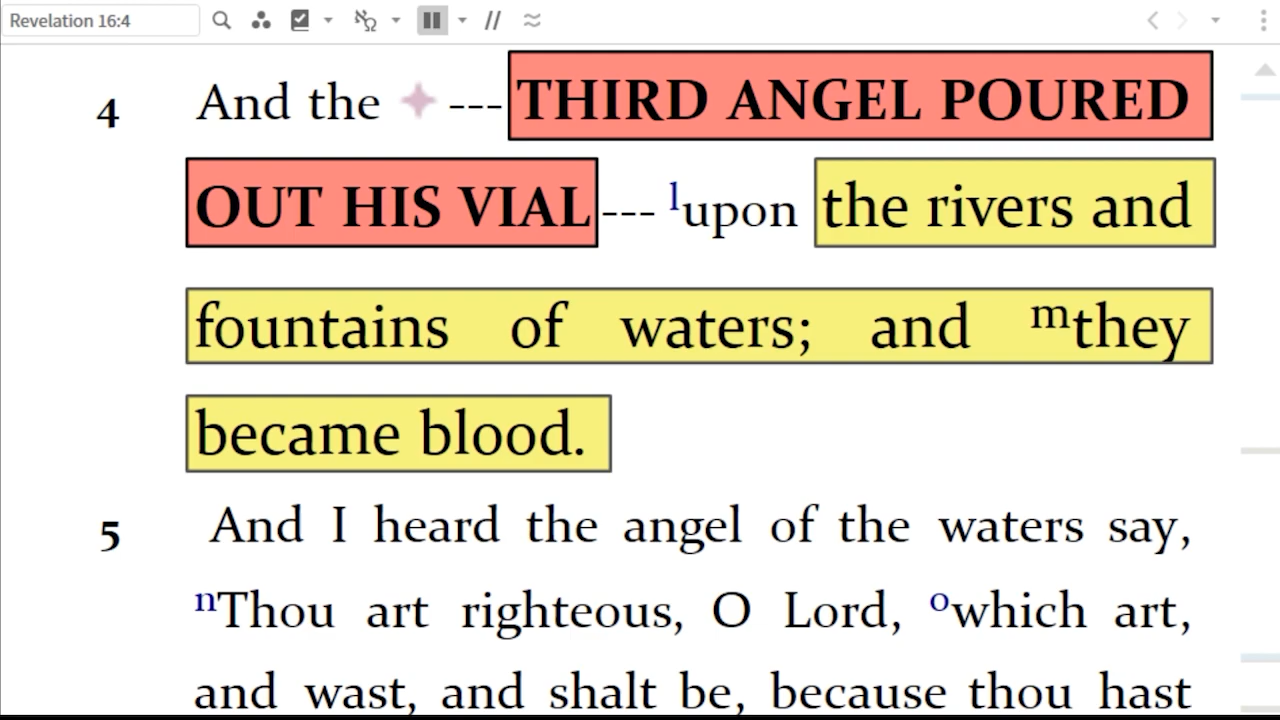 Revelation 16:4
4 And the --- THIRD ANGEL POURED
OUT HIS VIAL --- lupon the rivers and
fountains of waters; and mthey
became blood.
5 And I heard the angel of the waters say,
nThou art righteous, O Lord, owhich art,
and wast, and shalt be, because thou hast